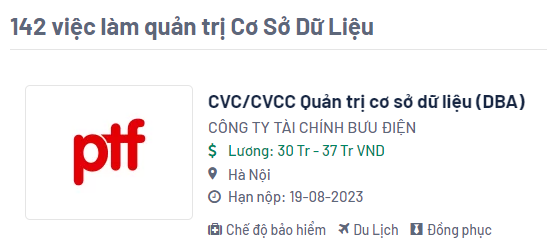 142 việc làm quản trị Cơ Sở Dữ Liệu
ptf
CVC/CVCC Quản trị cơ sở dữ liệu (DBA)
CÔNG TY TÀI CHÍNH BƯU ĐIỆN
$ Lương: 30 Tr - 37 Tr VND
Hà Nội
Hạn nộp: 19-08-2023
Chế độ bảo hiểm Du Lịch Đồng phục